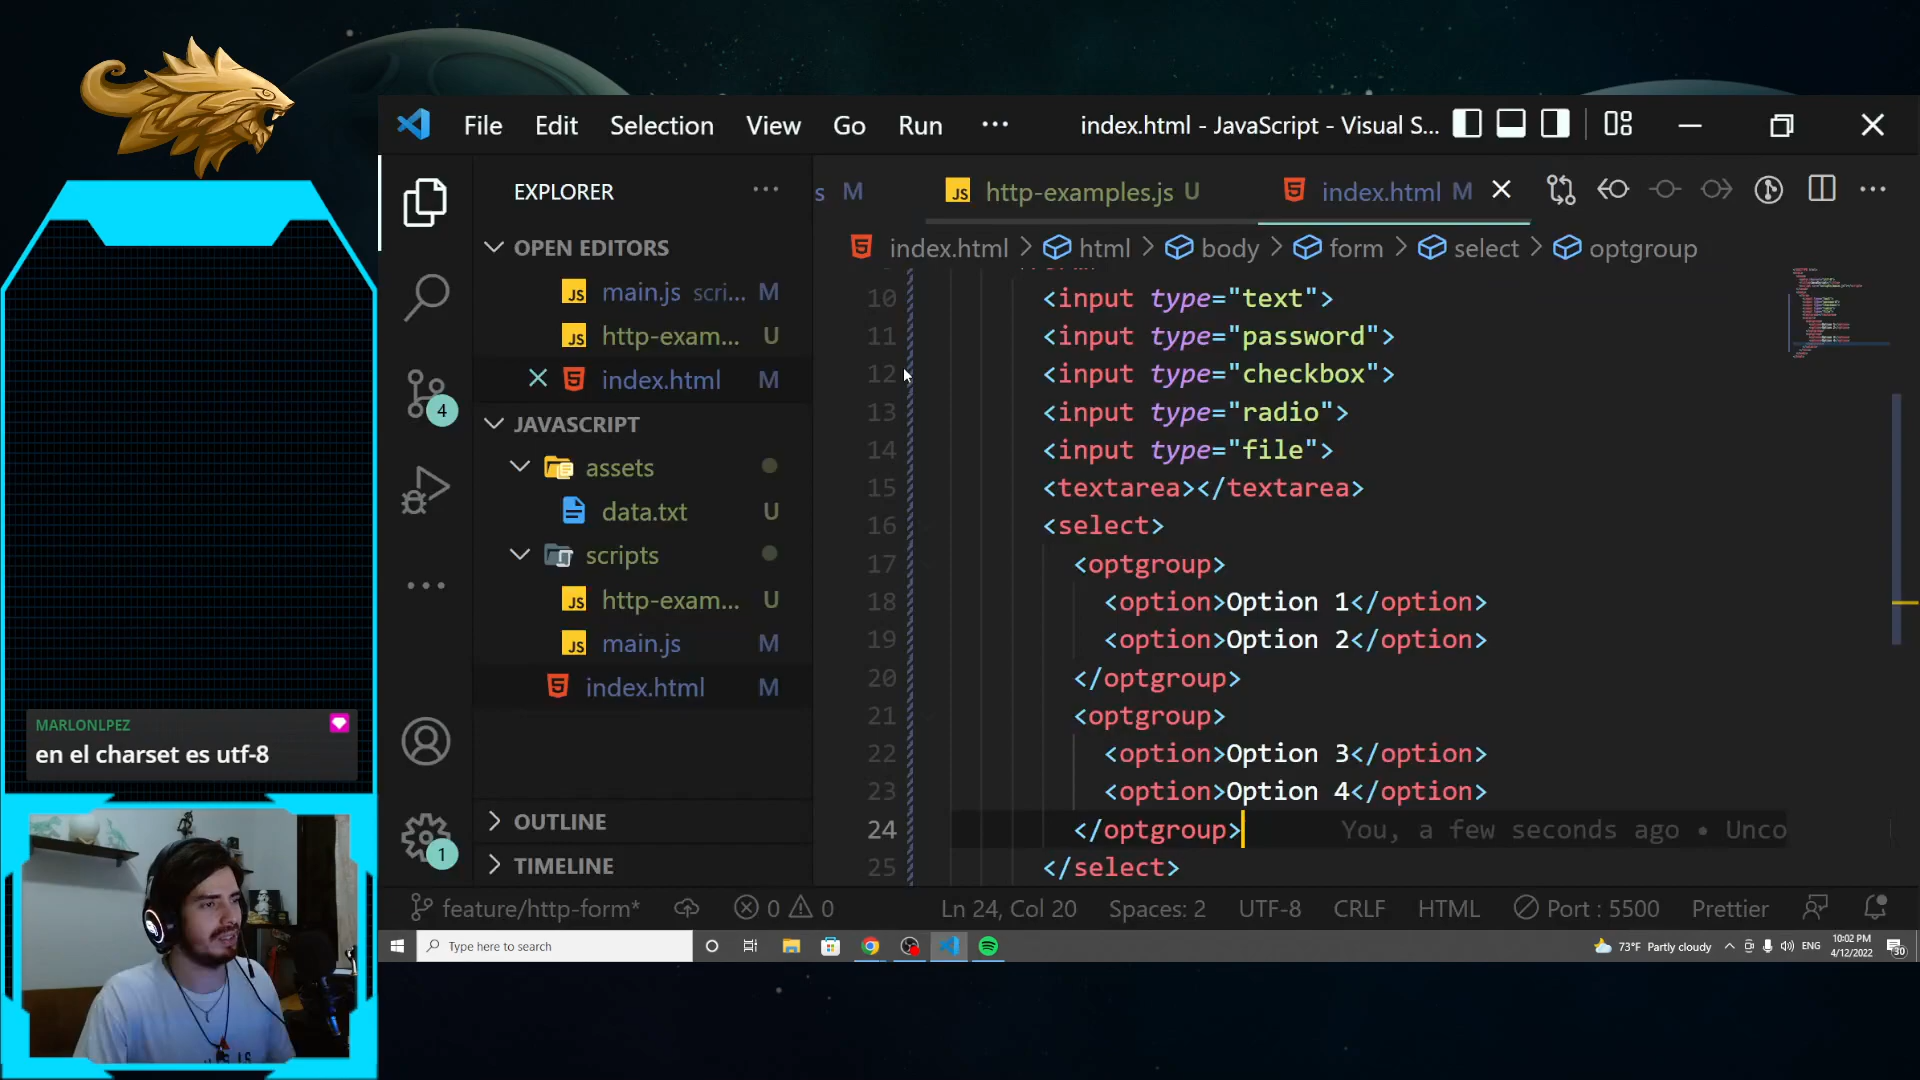 File Edit Selection View Go Run ··· index.html - JavaScript - Visual S...
EXPLORER ···
s M http-examples.js U index.html M
index.html > html > body > form > select > optgroup
OPEN EDITORS
main.js scri... M
http-exam... U
index.html M
JAVASCRIPT
assets
data.txt U
scripts
http-exam... U
main.js M
index.html M
OUTLINE
TIMELINE
4
1
10 <input type="text">
11 <input type="password">
12 <input type="checkbox">
13 <input type="radio">
14 <input type="file">
15 <textarea></textarea>
16 <select>
17 <optgroup>
18 <option>Option 1</option>
19 <option>Option 2</option>
20 </optgroup>
21 <optgroup>
22 <option>Option 3</option>
23 <option>Option 4</option>
24 </optgroup> You, a few seconds ago • Unco
25 </select>
feature/http-form* 0 0 Ln 24, Col 20 Spaces: 2 UTF-8 CRLF HTML Port : 5500 Prettier
Type here to search 73°F Partly cloudy ENG 10:02 PM
4/12/2022 30
MARLONLPEZ
en el charset es utf-8